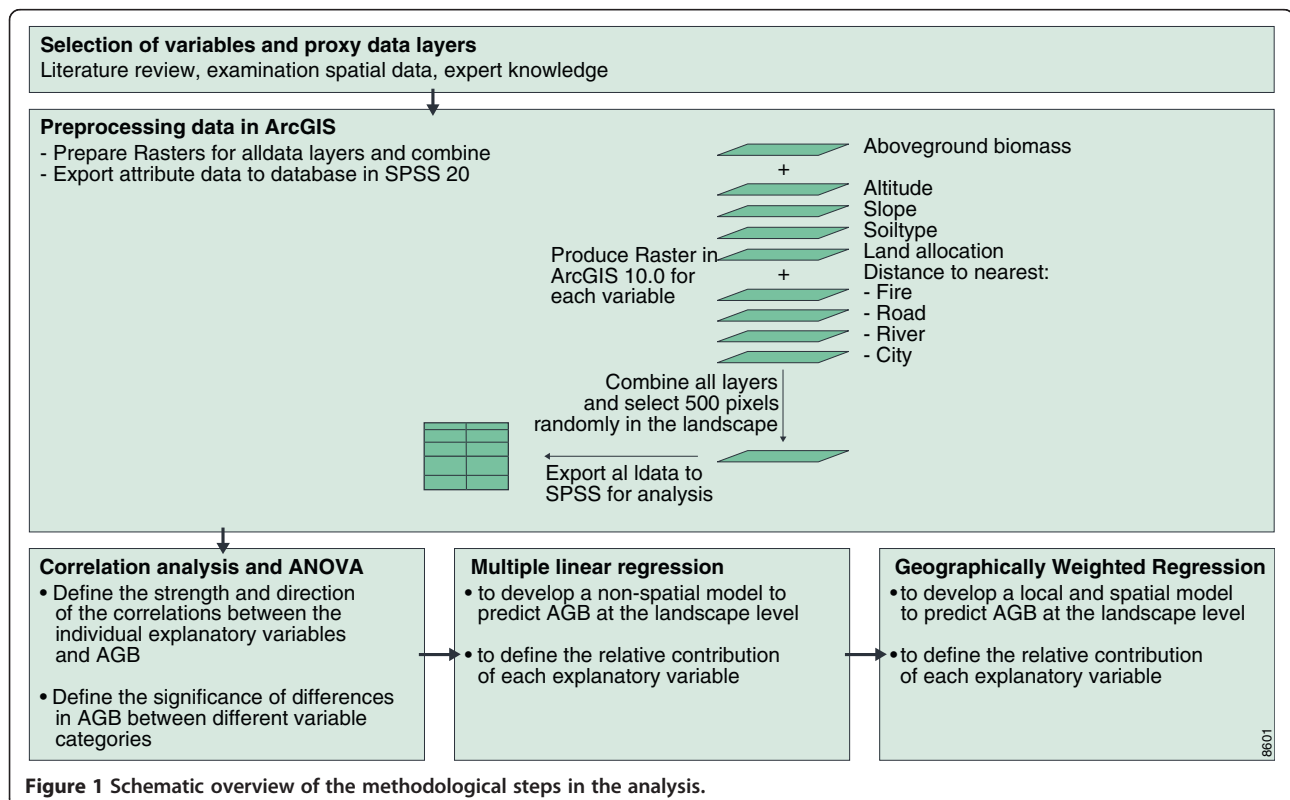 Selection of variables and proxy data layers
Literature review, examination spatial data, expert knowledge
Preprocessing data in ArcGIS
- Prepare Rasters for alldata layers and combine
- Export attribute data to database in SPSS 20
Aboveground biomass
+
Altitude
Slope
Soiltype
Land allocation
Produce Raster in
ArcGIS 10.0 for
each variable
+
Distance to nearest:
- Fire
- Road
- River
- City
Combine all layers
and select 500 pixels
randomly in the landscape
Export al ldata to
SPSS for analysis
Correlation analysis and ANOVA
• Define the strength and direction
of the correlations between the
individual explanatory variables
and AGB
• Define the significance of differences
in AGB between different variable
categories
Multiple linear regression
• to develop a non-spatial model to
predict AGB at the landscape level
• to define the relative contribution
of each explanatory variable
Geographically Weighted Regression
• to develop a local and spatial model
to predict AGB at the landscape level
• to define the relative contribution
of each explanatory variable
8601
Figure 1 Schematic overview of the methodological steps in the analysis.